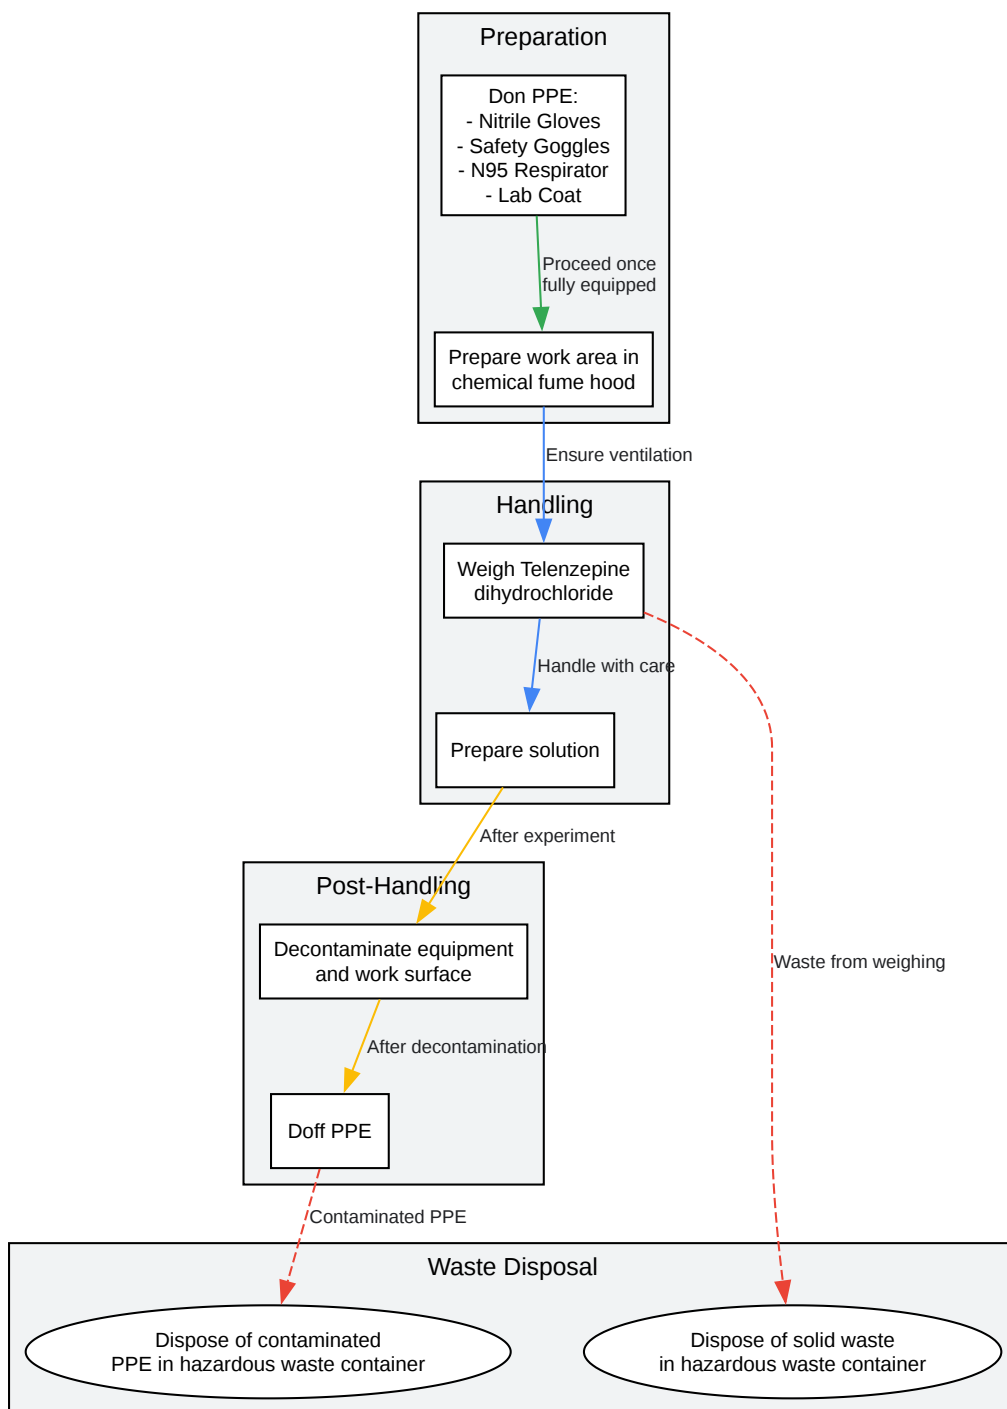 Preparation
Don PPE:
- Nitrile Gloves
- Safety Goggles
- N95 Respirator
- Lab Coat
Proceed once
fully equipped
Prepare work area in
chemical fume hood
Ensure ventilation
Handling
Weigh Telenzepine
dihydrochloride
Handle with care
Prepare solution
After experiment
Post-Handling
Decontaminate equipment
and work surface
Waste from weighing
After decontamination
Doff PPE
Contaminated PPE
Waste Disposal
Dispose of contaminated
PPE in hazardous waste container
Dispose of solid waste
in hazardous waste container